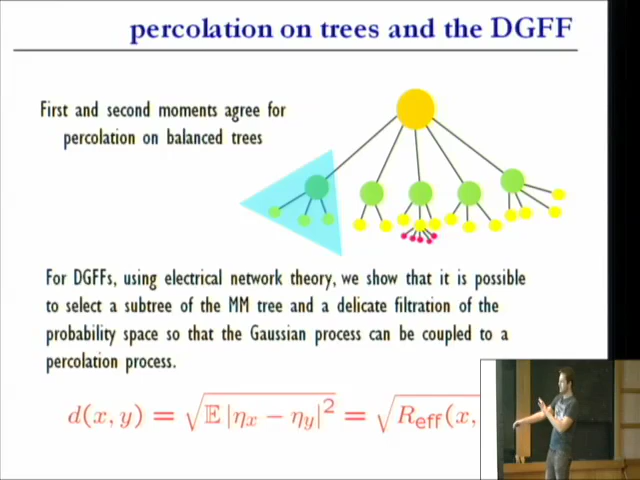 percolation on trees and the DGFF
First and second moments agree for
percolation on balanced trees
For DGFFs, using electrical network theory, we show that it is possible
to select a subtree of the MM tree and a delicate filtration of the
probability space so that the Gaussian process can be coupled to a
percolation process.
d(x, y) = √(𝔼 |η_x − η_y|²) = √(R_eff(x,